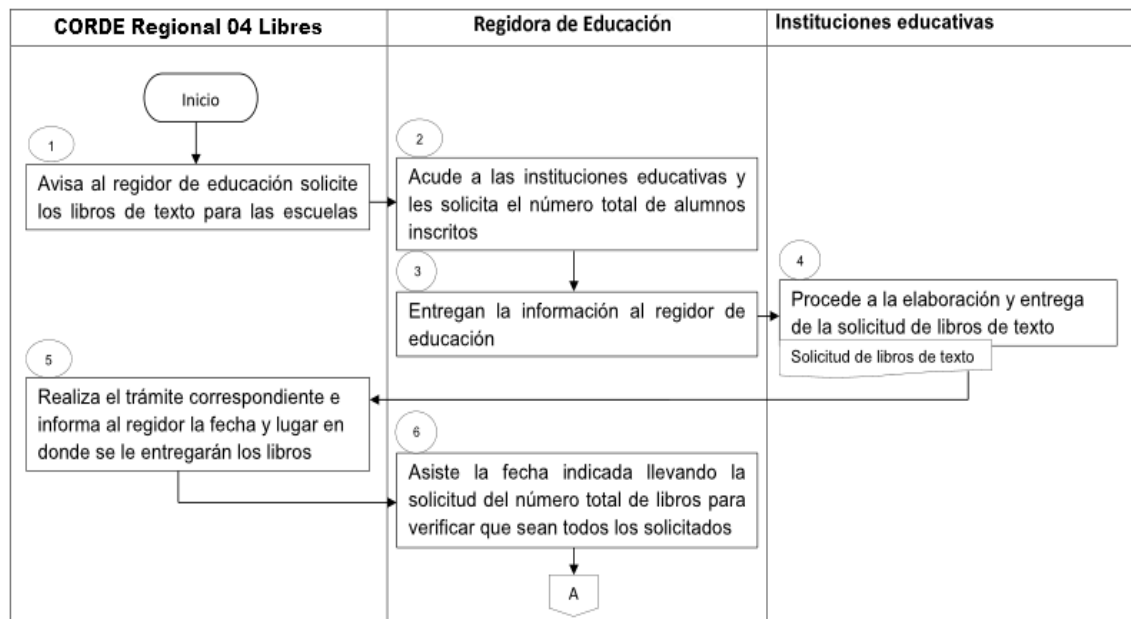 CORDE Regional 04 Libres
Regidora de Educación
Instituciones educativas
Inicio
1
Avisa al regidor de educación solicite
los libros de texto para las escuelas
2
Acude a las instituciones educativas y
les solicita el número total de alumnos
inscritos
3
Entregan la información al regidor de
educación
4
Procede a la elaboración y entrega
de la solicitud de libros de texto
Solicitud de libros de texto
5
Realiza el trámite correspondiente e
informa al regidor la fecha y lugar en
donde se le entregarán los libros
6
Asiste la fecha indicada llevando la
solicitud del número total de libros para
verificar que sean todos los solicitados
A